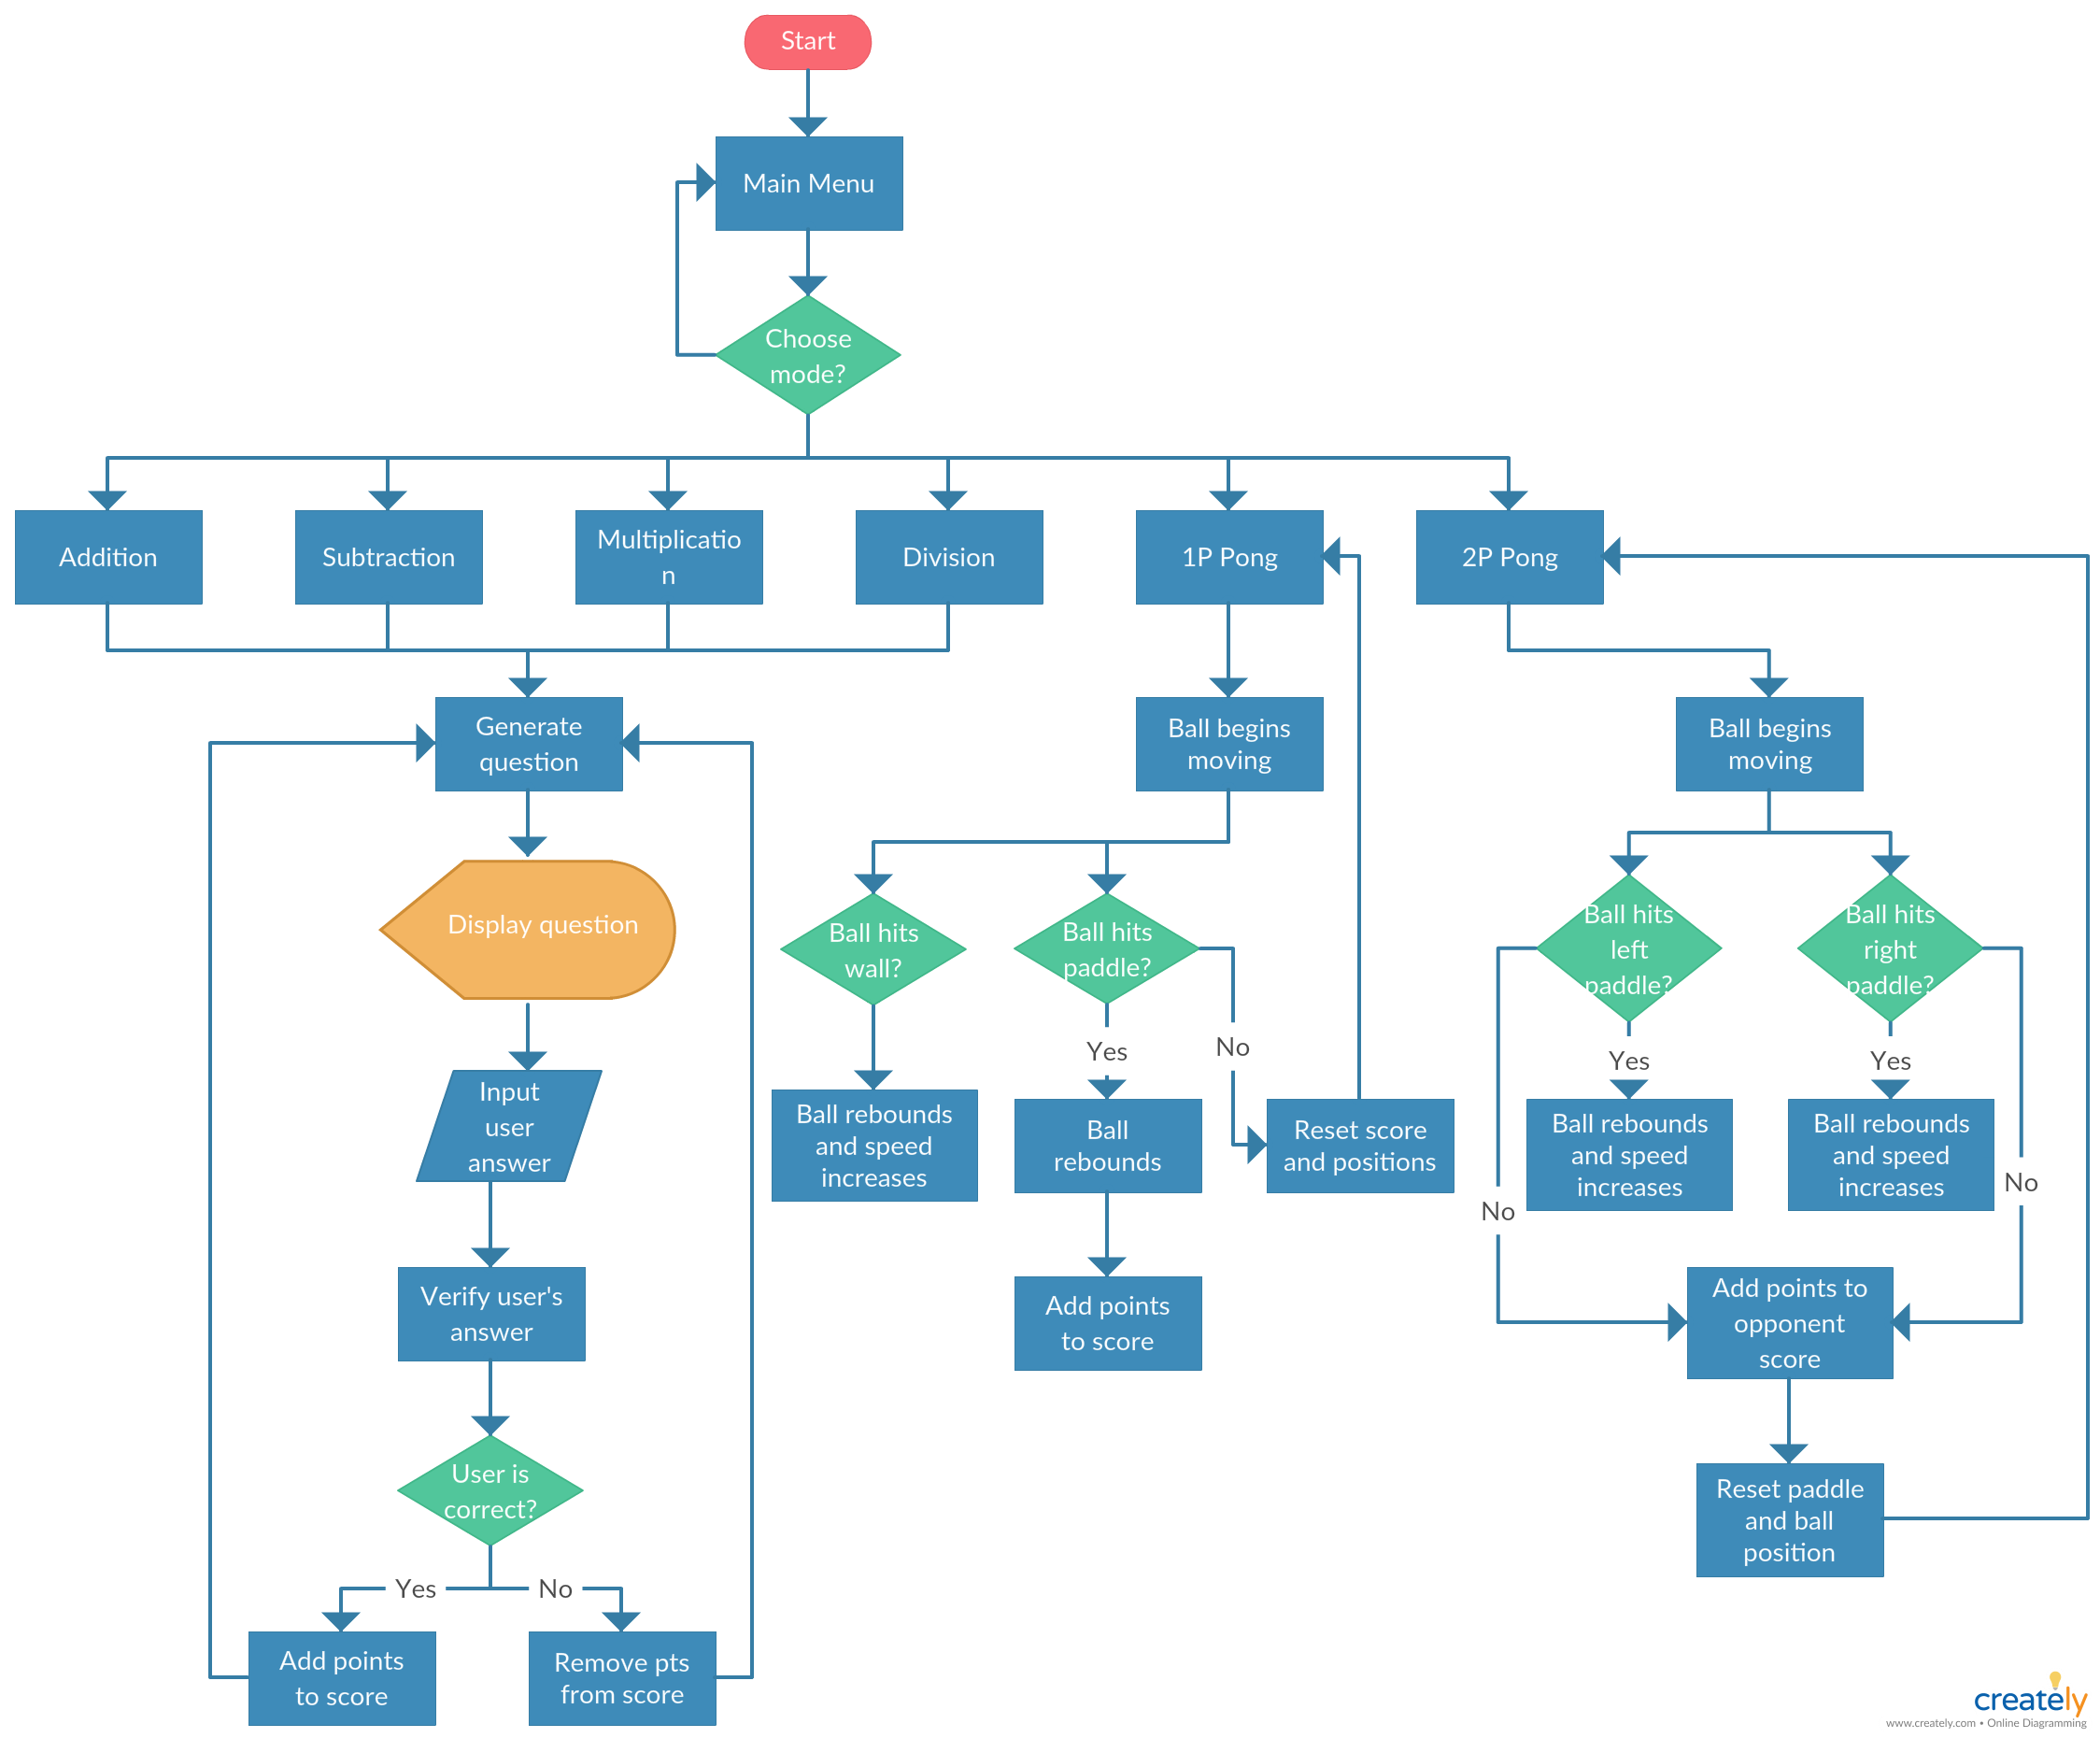 Start
Main Menu
Choose
mode?
Addition
Subtraction
Multiplicatio
n
Division
1P Pong
2P Pong
Generate
question
Ball begins
moving
Ball begins
moving
Display question
Ball hits
wall?
Ball hits
paddle?
Ball hits
left
paddle?
Ball hits
right
paddle?
Yes
No
Yes
Yes
Input
user
answer
Ball rebounds
and speed
increases
Ball
rebounds
Reset score
and positions
Ball rebounds
and speed
increases
Ball rebounds
and speed
increases
No
No
Verify user's
answer
Add points
to score
Add points to
opponent
score
User is
correct?
Reset paddle
and ball
position
Yes
No
Add points
to score
Remove pts
from score
creately
www.creately.com • Online Diagramming